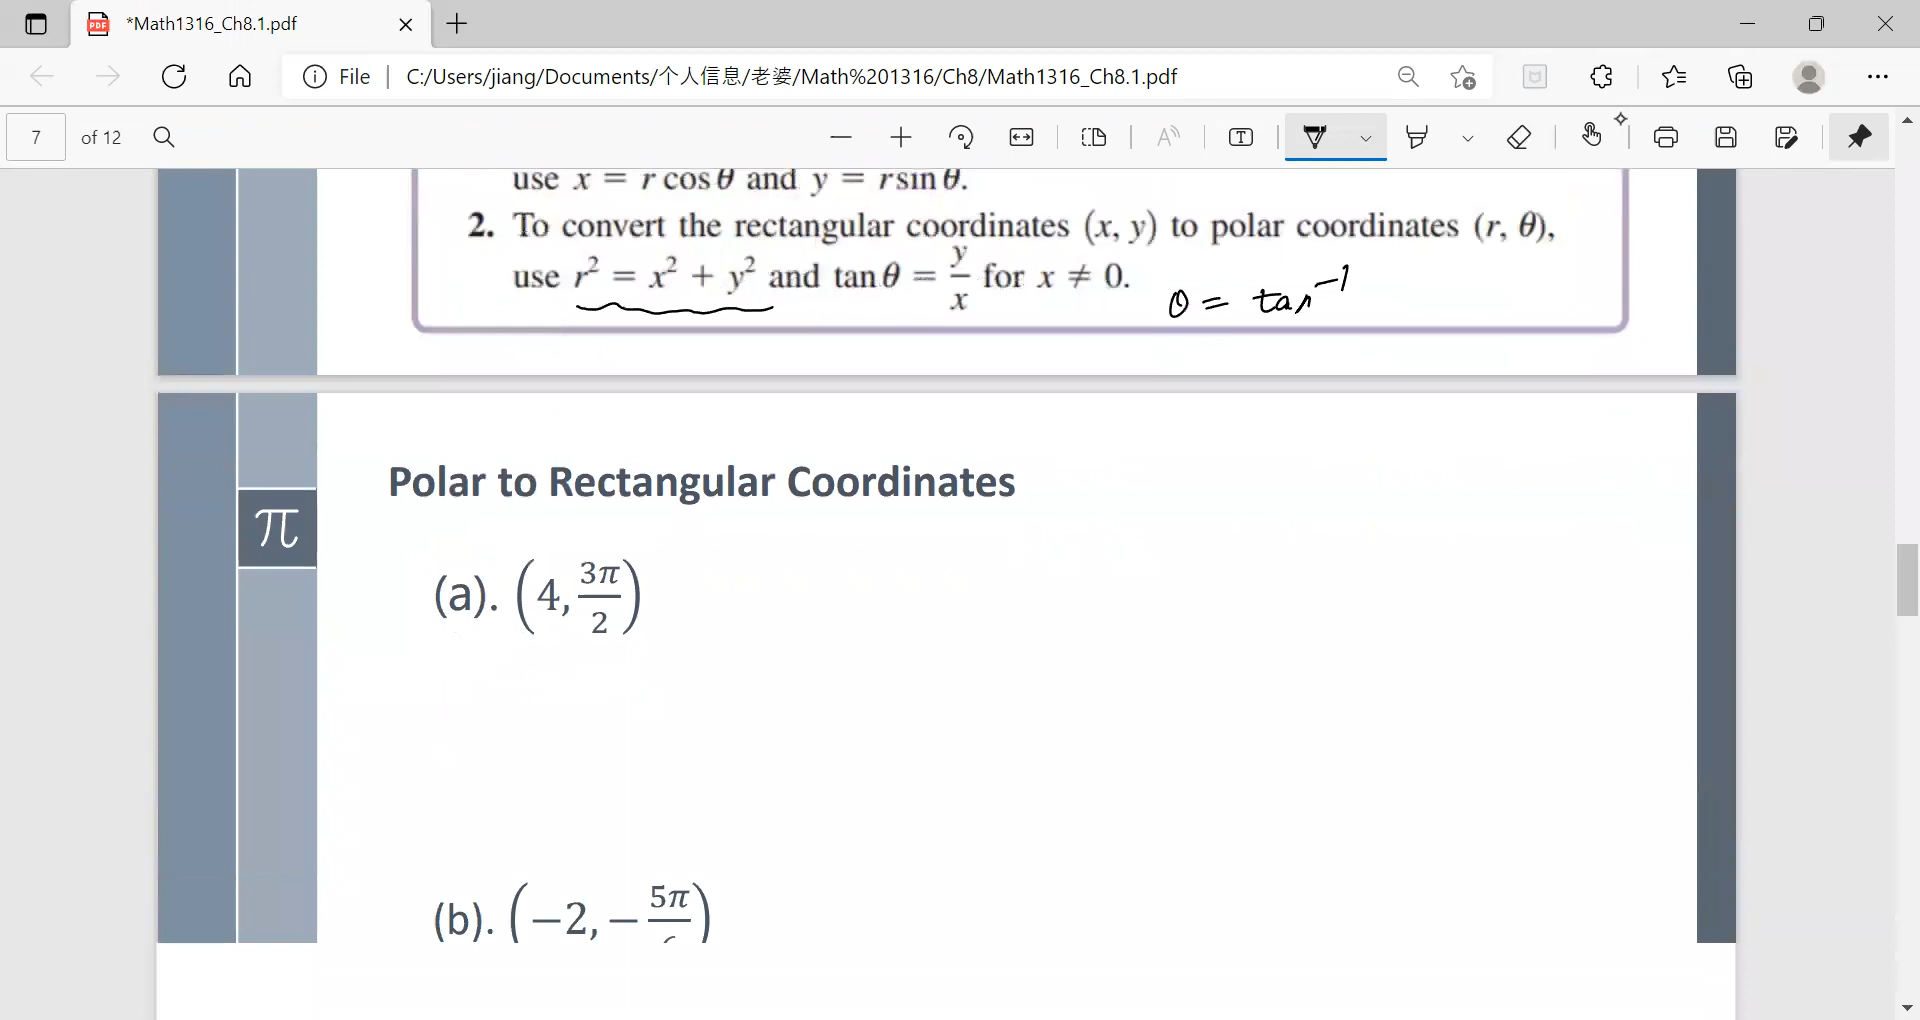 *Math1316_Ch8.1.pdf
File | C:/Users/jiang/Documents/个人信息/老婆/Math%201316/Ch8/Math1316_Ch8.1.pdf
7 of 12
use x = r cos θ and y = r sin θ.
2. To convert the rectangular coordinates (x, y) to polar coordinates (r, θ),
use r² = x² + y² and tan θ = y/x for x ≠ 0.
θ = tan⁻¹
Polar to Rectangular Coordinates
π
(a). (4, 3π/2)
(b). (−2, − 5π/